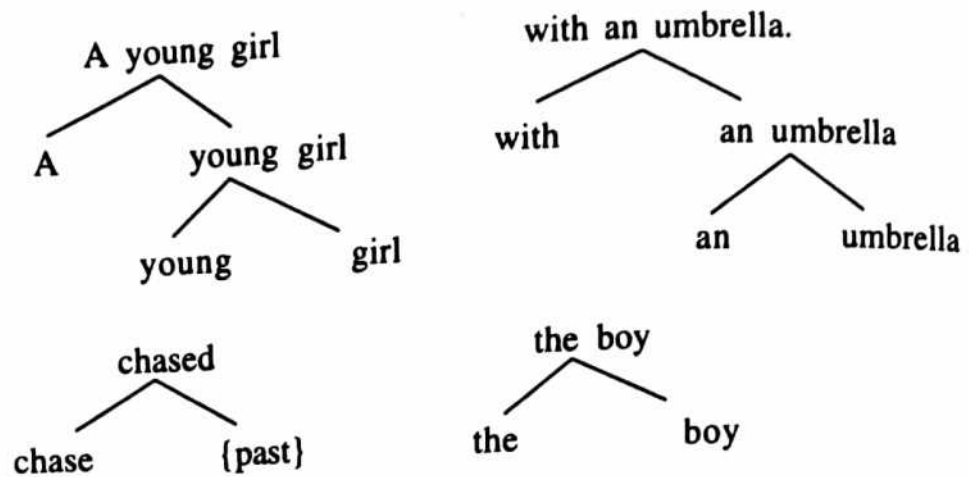 A young girl
A young girl
young girl
with an umbrella.
with an umbrella
an umbrella
chased
chase {past}
the boy
the boy